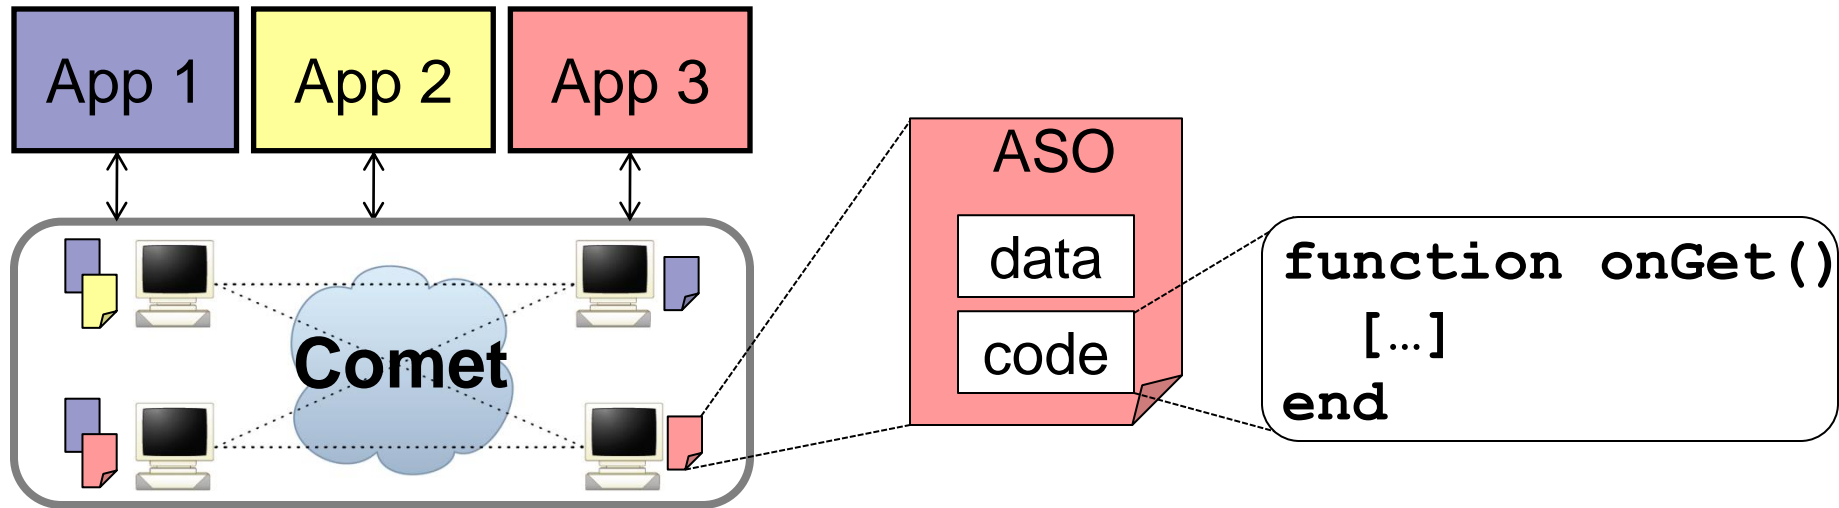 App 1
App 2
App 3
Comet
ASO
data
code
function onGet()
[...]
end